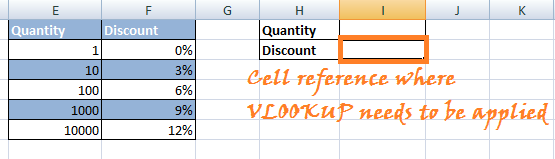 E F G H I J K
Quantity Discount Quantity
1 0% Discount
10 3%
100 6%
1000 9%
10000 12%
Cell reference where
VLOOKUP needs to be applied